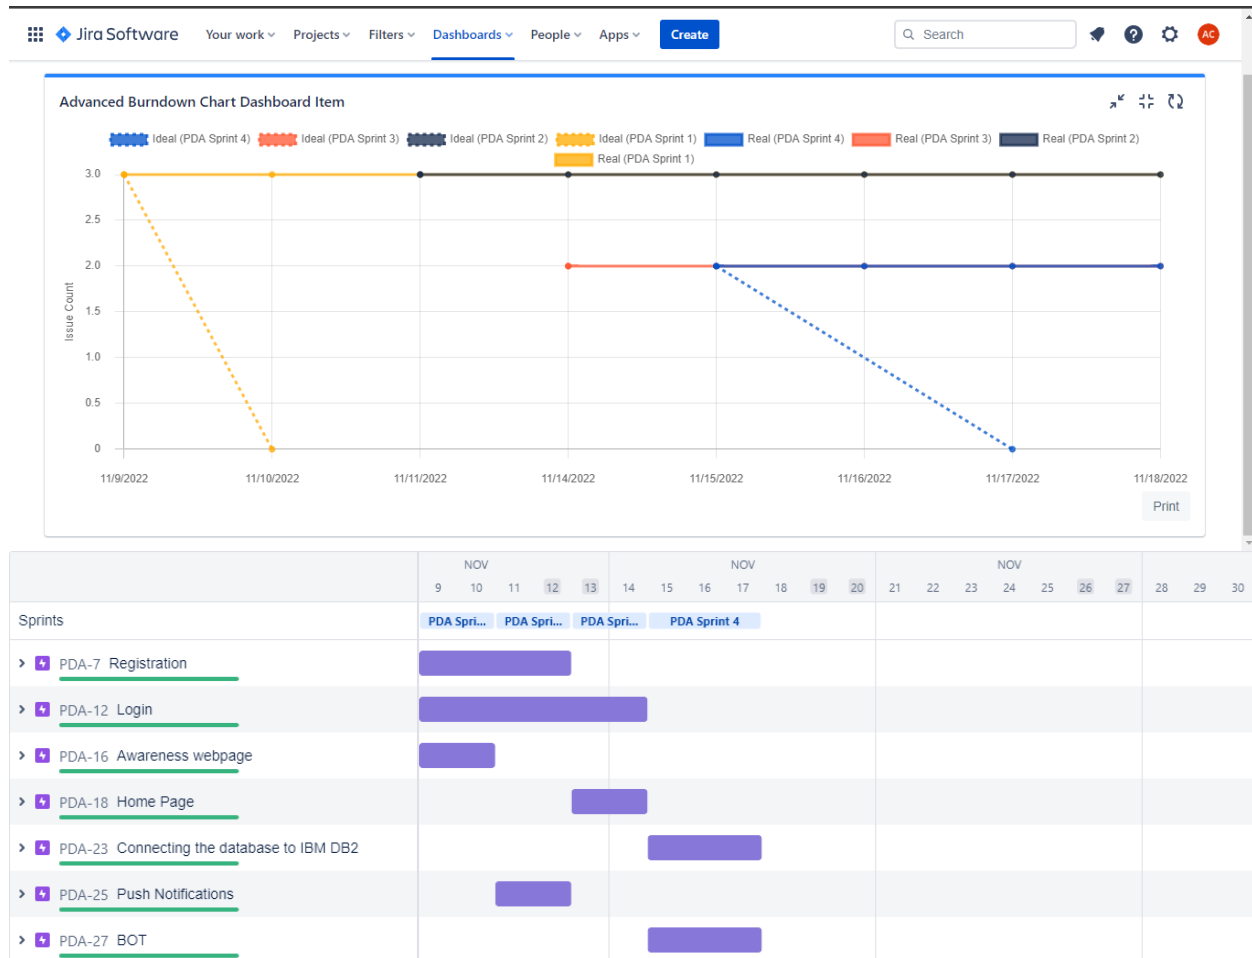 Jira Software Your work Projects Filters Dashboards People Apps Create Search AC
Advanced Burndown Chart Dashboard Item
Ideal (PDA Sprint 4) Ideal (PDA Sprint 3) Ideal (PDA Sprint 2) Ideal (PDA Sprint 1) Real (PDA Sprint 4) Real (PDA Sprint 3) Real (PDA Sprint 2)
Real (PDA Sprint 1)
3.0
2.5
2.0
1.5
1.0
0.5
0
Issue Count
11/9/2022 11/10/2022 11/11/2022 11/14/2022 11/15/2022 11/16/2022 11/17/2022 11/18/2022
Print
NOV NOV NOV
9 10 11 12 13 14 15 16 17 18 19 20 21 22 23 24 25 26 27 28 29 30
Sprints PDA Spri... PDA Spri... PDA Spri... PDA Sprint 4
PDA-7 Registration
PDA-12 Login
PDA-16 Awareness webpage
PDA-18 Home Page
PDA-23 Connecting the database to IBM DB2
PDA-25 Push Notifications
PDA-27 BOT